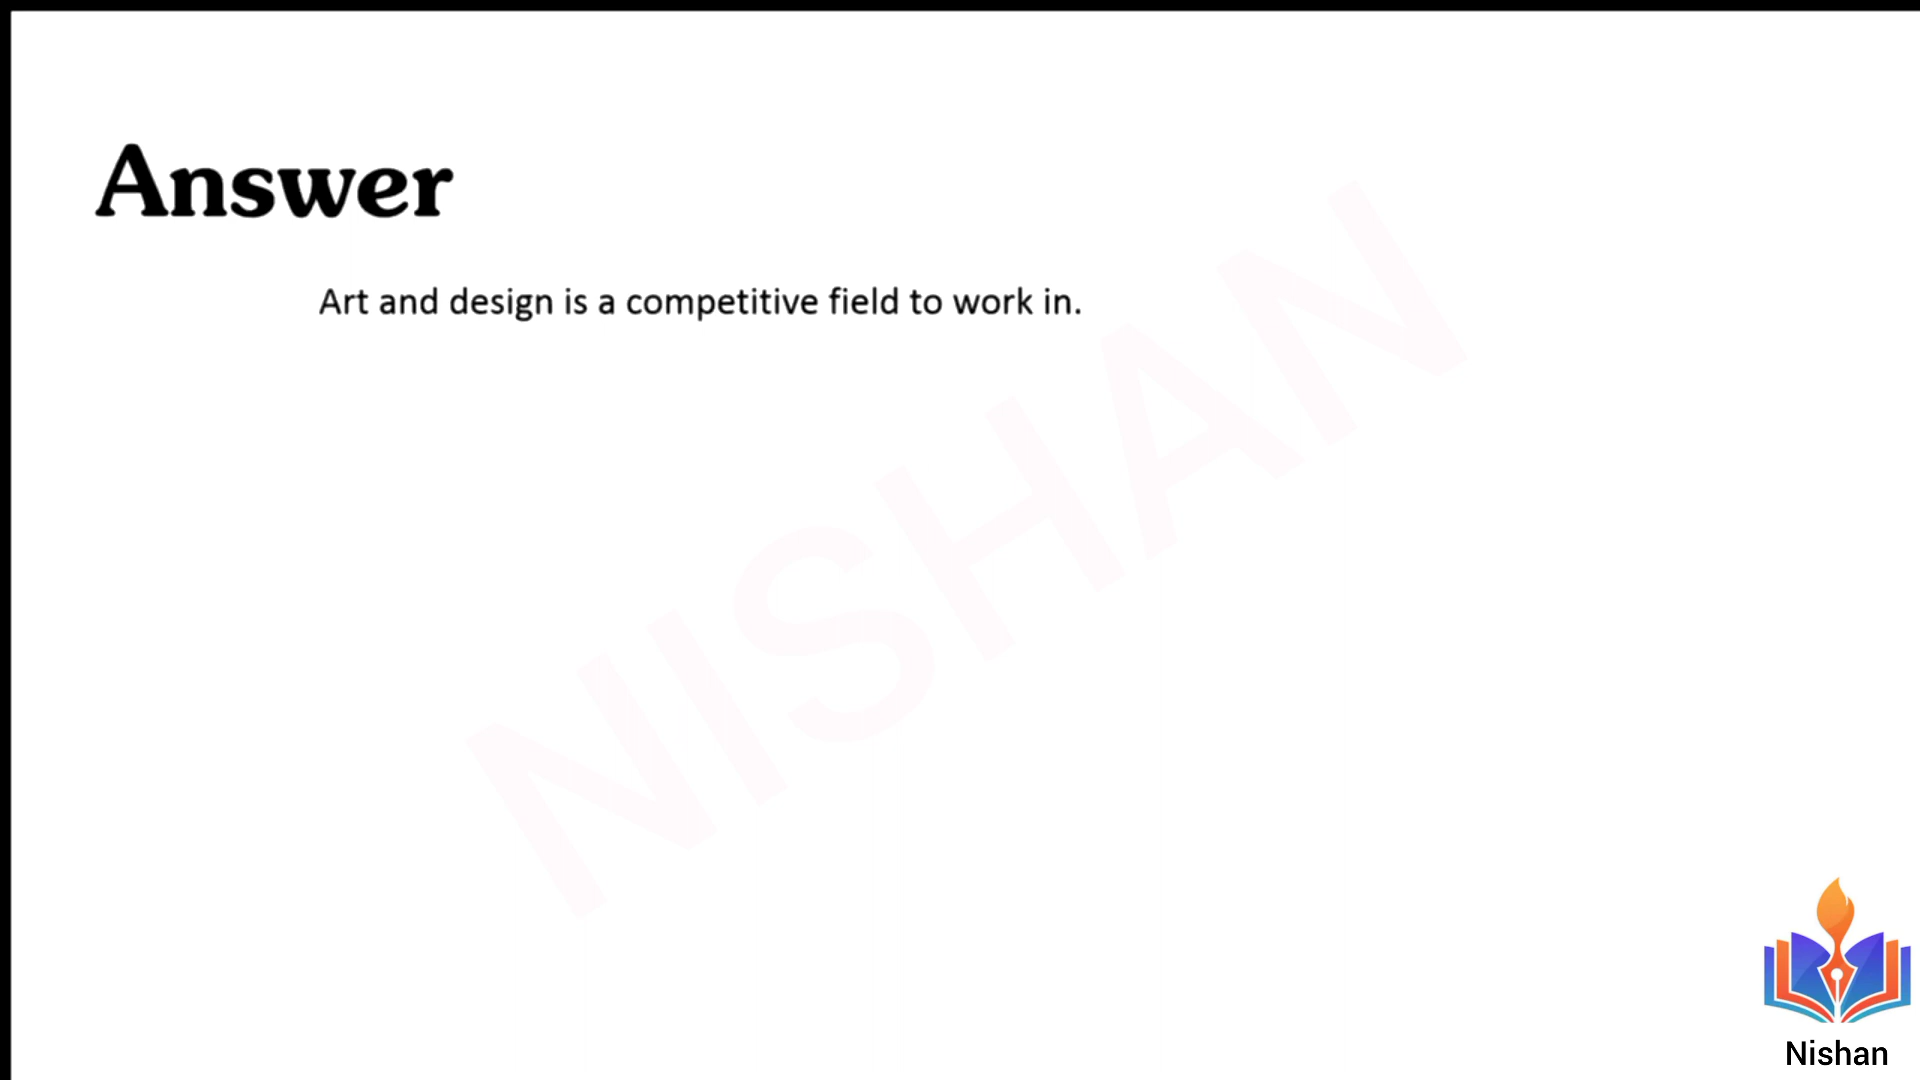 Answer
Art and design is a competitive field to work in.
NISHAN
Nishan